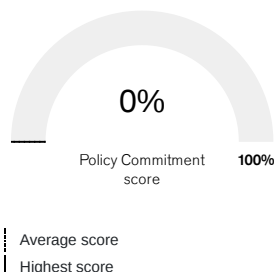 0%
Policy Commitment 100%
score
Average score
Highest score